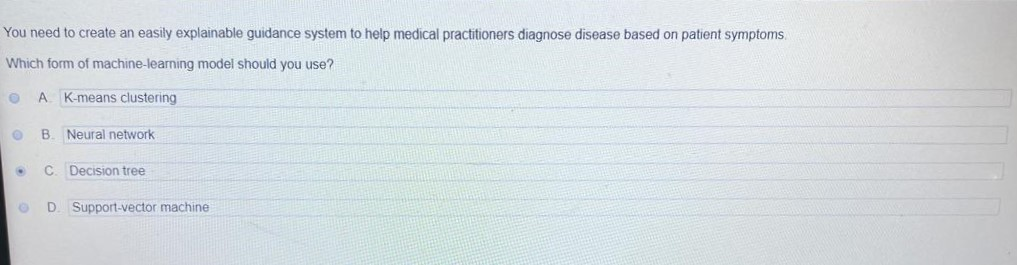 You need to create an easily explainable guidance system to help medical practitioners diagnose disease based on patient symptoms.
Which form of machine-learning model should you use?
A. K-means clustering
B. Neural network
C. Decision tree
D. Support-vector machine